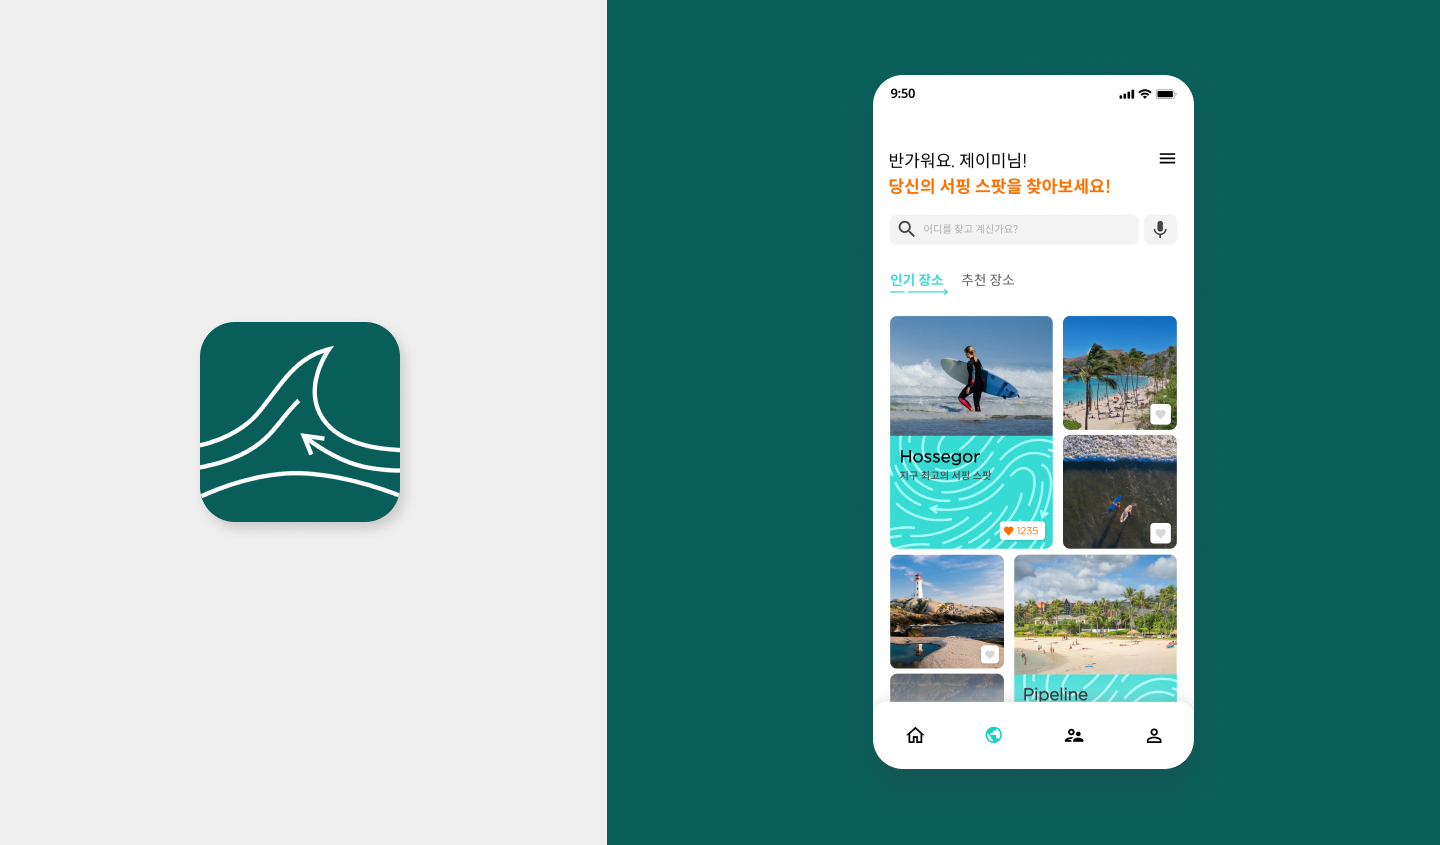 9:50
반가워요. 제이미님!
당신의 서핑 스팟을 찾아보세요!
어디를 찾고 계신가요?
인기 장소 추천 장소
Hossegor
지구 최고의 서핑 스팟
1235
Pipeline